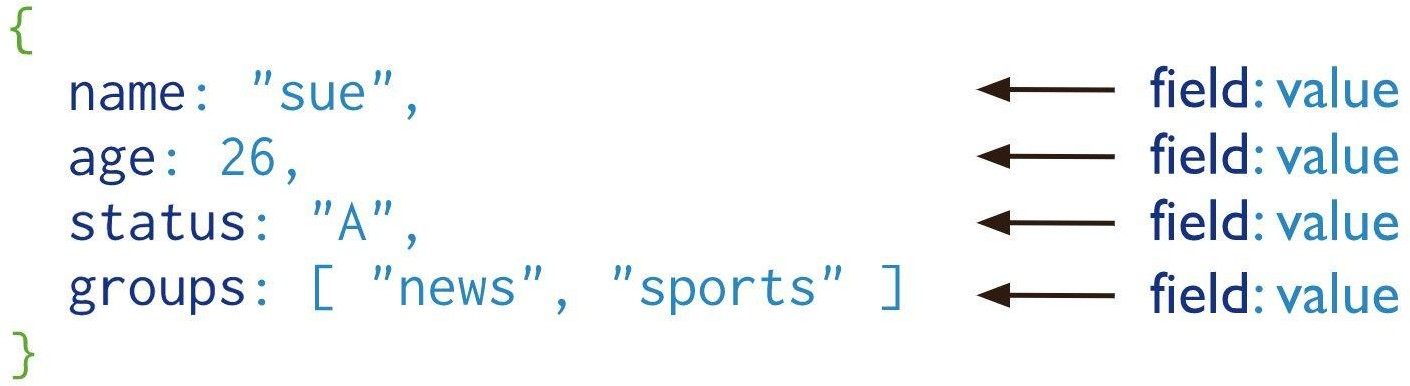 {
name: "sue", field: value
age: 26, field: value
status: "A", field: value
groups: [ "news", "sports" ] field: value
}